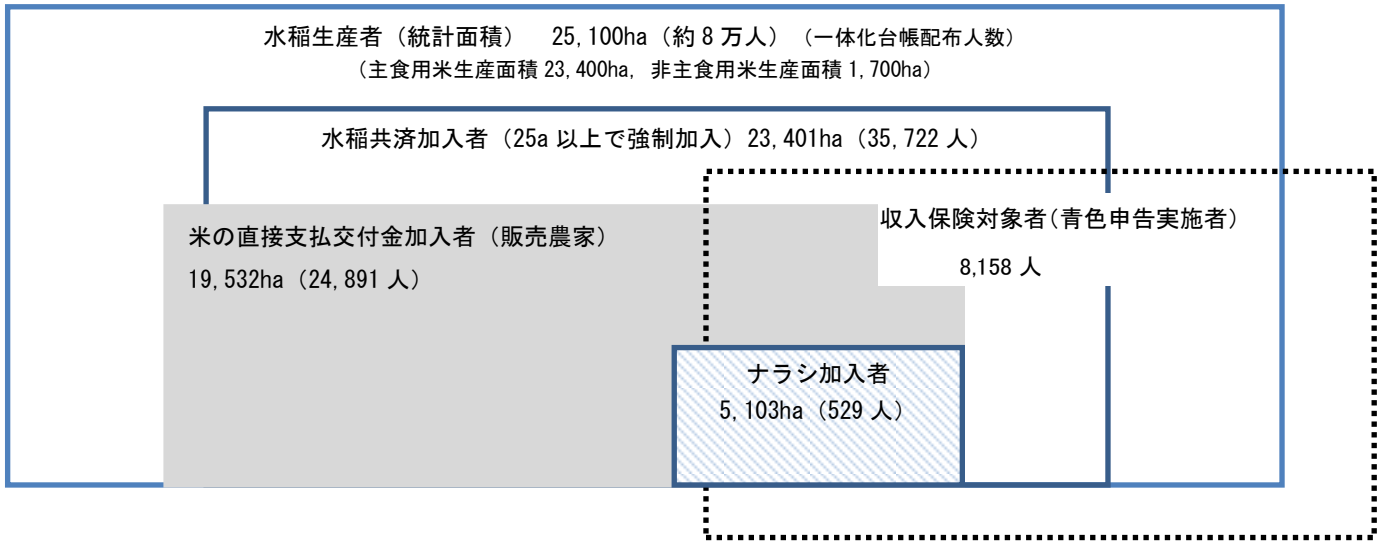 水稲生産者（統計面積）　25,100ha（約８万人）（一体化台帳配布人数）
（主食用米生産面積 23,400ha, 非主食用米生産面積 1,700ha）
水稲共済加入者（25a 以上で強制加入）23,401ha（35,722 人）
収入保険対象者（青色申告実施者）
8,158 人
米の直接支払交付金加入者（販売農家）
19,532ha（24,891 人）
ナラシ加入者
5,103ha（529 人）